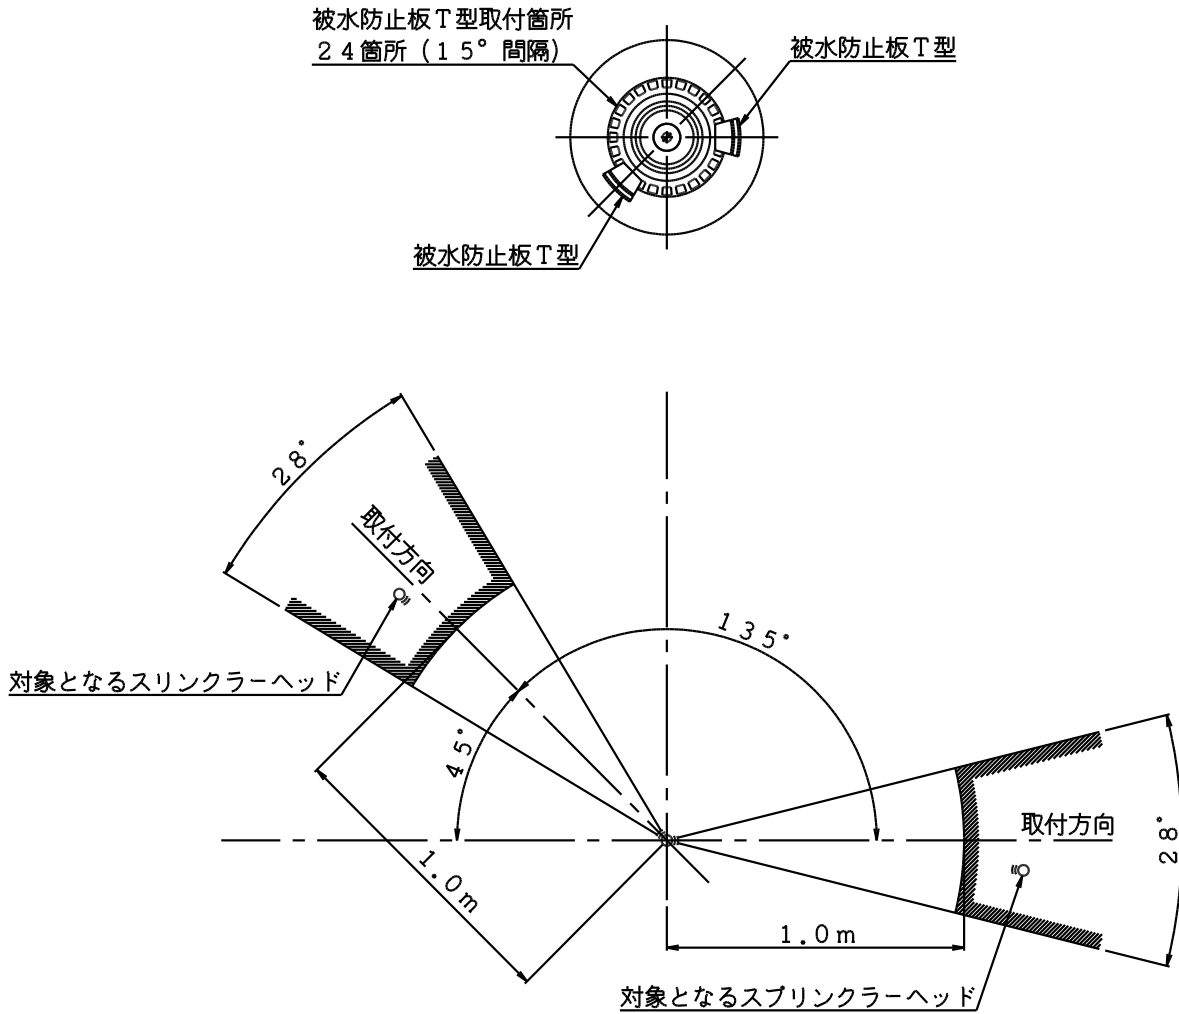 被水防止板T型取付箇所
24箇所（15°間隔）
被水防止板T型
被水防止板T型
28°
取付方向
135°
対象となるスリンクラーヘッド
45°
取付方向
28°
1.0m
1.0m
対象となるスプリンクラーヘッド